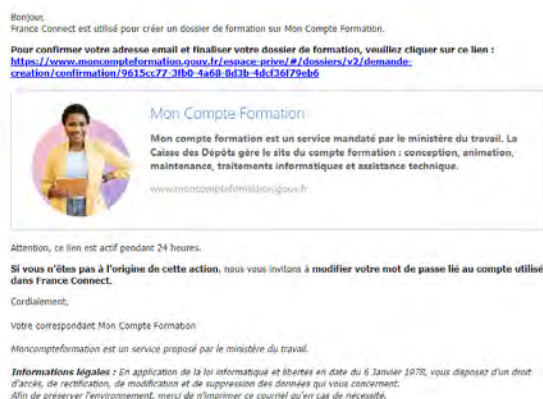 Bonjour,
France Connect est utilisé pour créer un dossier de formation sur Mon Compte Formation.
Pour confirmer votre adresse email et finaliser votre dossier de formation, veuillez cliquer sur ce lien :
https://www.moncompteformation.gouv.fr/espace-prive/#/dossiers/v2/demande-
creation/confirmation/9615cc77-3fb0-4a68-8d3b-4dcf36f79eb6
Mon Compte Formation
Mon compte formation est un service mandaté par le ministère du travail. La
Caisse des Dépôts gère le site du compte formation : conception, animation,
maintenance, traitements informatiques et assistance technique.
www.moncompteformation.gouv.fr
Attention, ce lien est actif pendant 24 heures.
Si vous n'êtes pas à l'origine de cette action, nous vous invitons à modifier votre mot de passe lié au compte utilisé
dans France Connect.
Cordialement,
Votre correspondant Mon Compte Formation
Moncompteformation est un service proposé par le ministère du travail.
Informations légales : En application de la loi informatique et libertés en date du 6 Janvier 1978, vous disposez d'un droit
d'accès, de rectification, de modification et de suppression des données qui vous concernent.
Afin de préserver l'environnement, merci de n'imprimer ce courriel qu'en cas de nécessité.